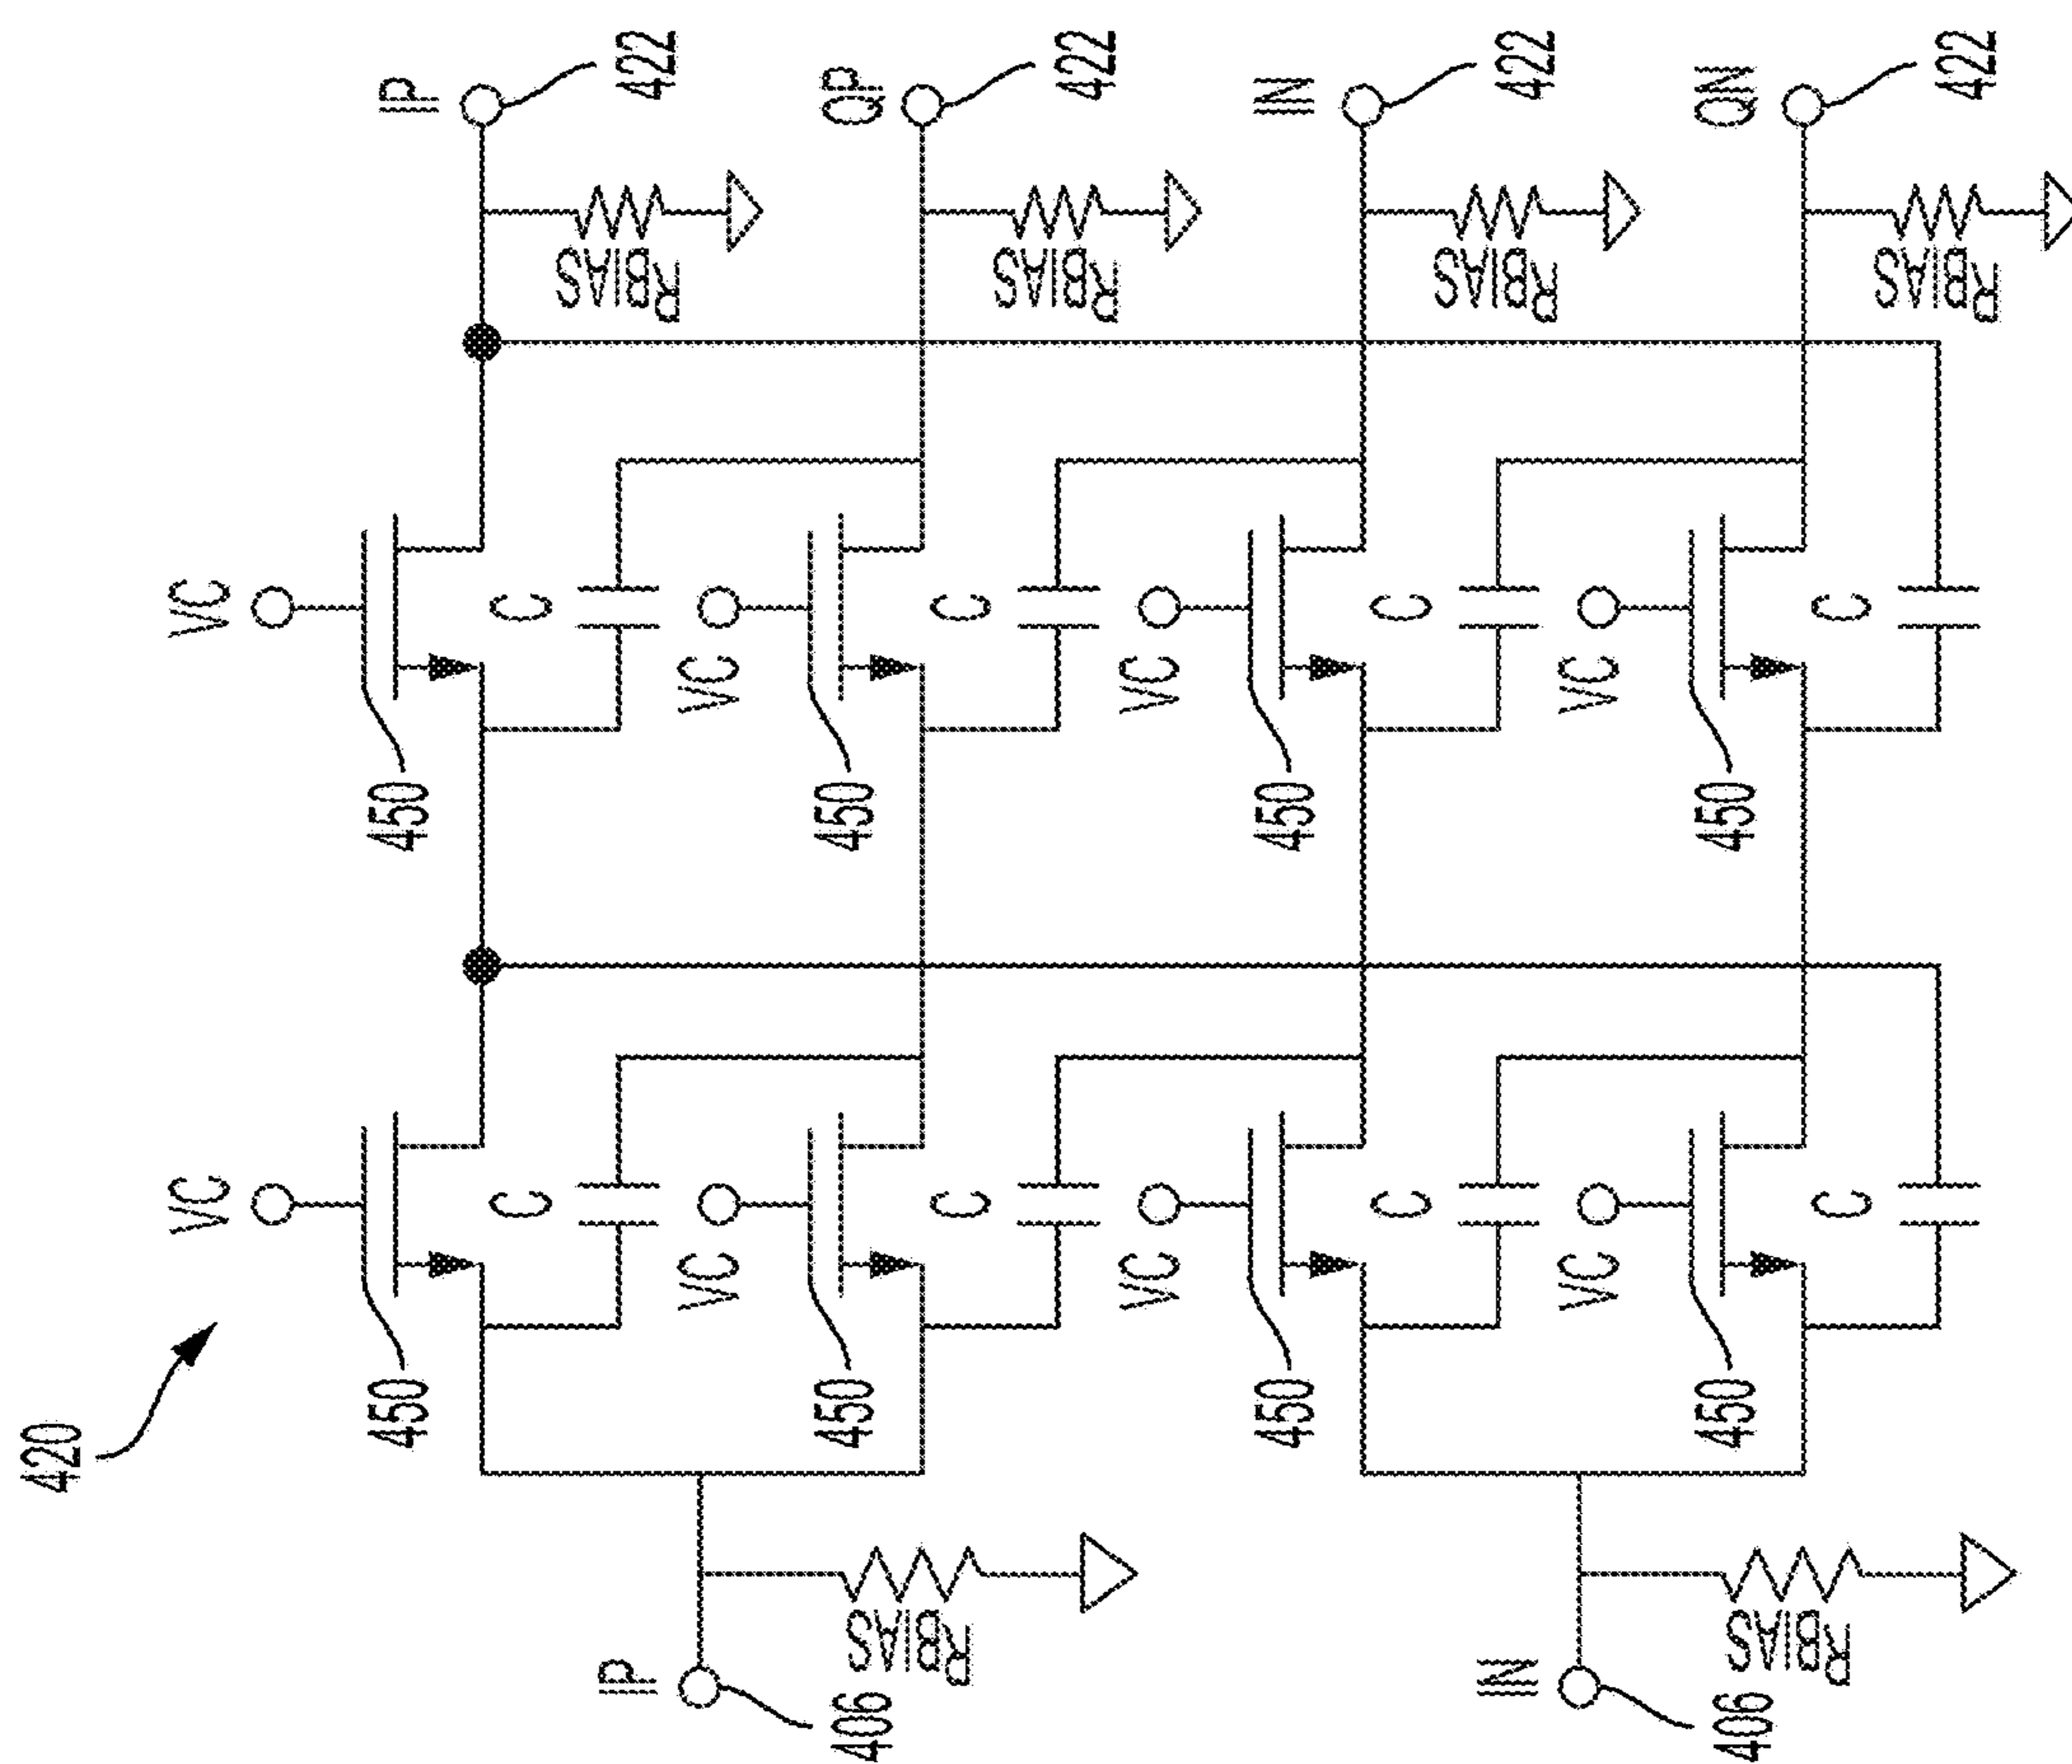 420
VC VC
450 450 IP
C C
IP RBIAS 422
VC VC
450 450 QP
406 RBIAS
C C
RBIAS 422
VC VC
450 450 IN
C C
IN RBIAS 422
VC VC
450 450 QN
406 RBIAS
C C
RBIAS 422